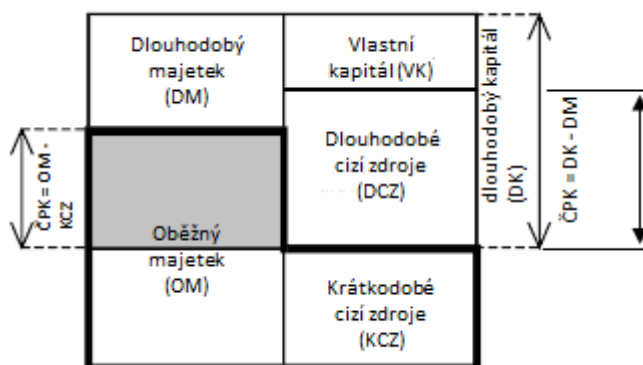 Dlouhodobý
majetek
(DM)
Vlastní
kapitál (VK)
Dlouhodobé
cizí zdroje
(DCZ)
dlouhodobý kapitál
(DK)
ČPK = DK - DM
ČPK = OM -
KCZ
Oběžný
majetek
(OM)
Krátkodobé
cizí zdroje
(KCZ)